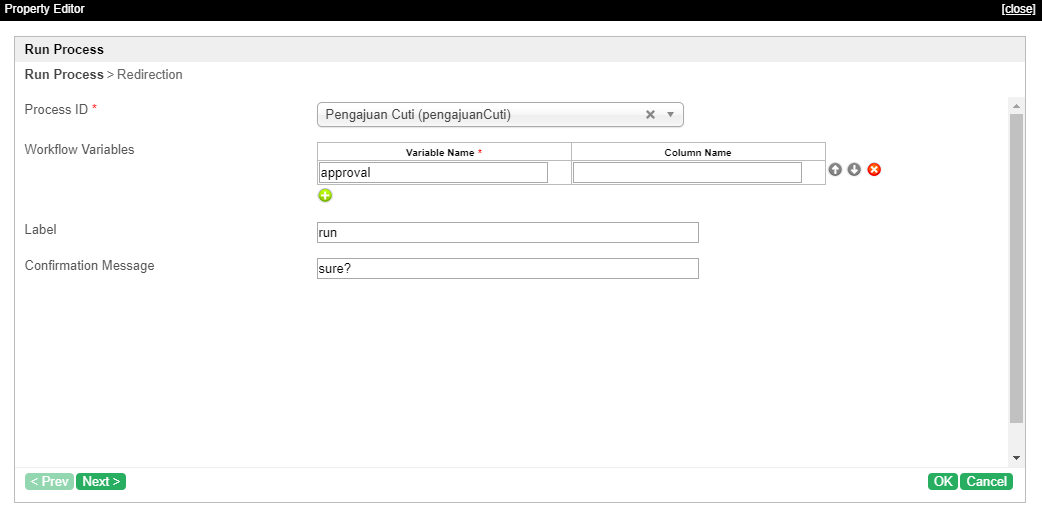 Property Editor [close]
Run Process
Run Process > Redirection
Process ID *
Pengajuan Cuti (pengajuanCuti)
Workflow Variables
Variable Name * Column Name
approval
Label
run
Confirmation Message
sure?
< Prev Next > OK Cancel